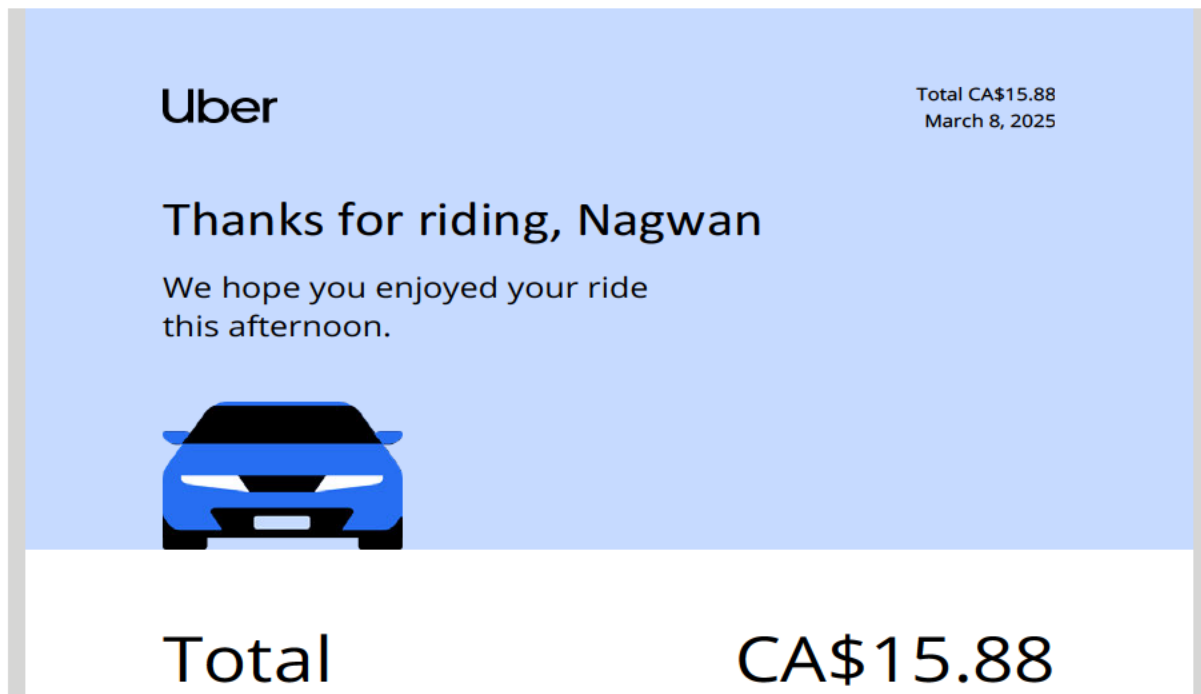 Uber
Total CA$15.88
March 8, 2025
Thanks for riding, Nagwan
We hope you enjoyed your ride
this afternoon.
Total CA$15.88